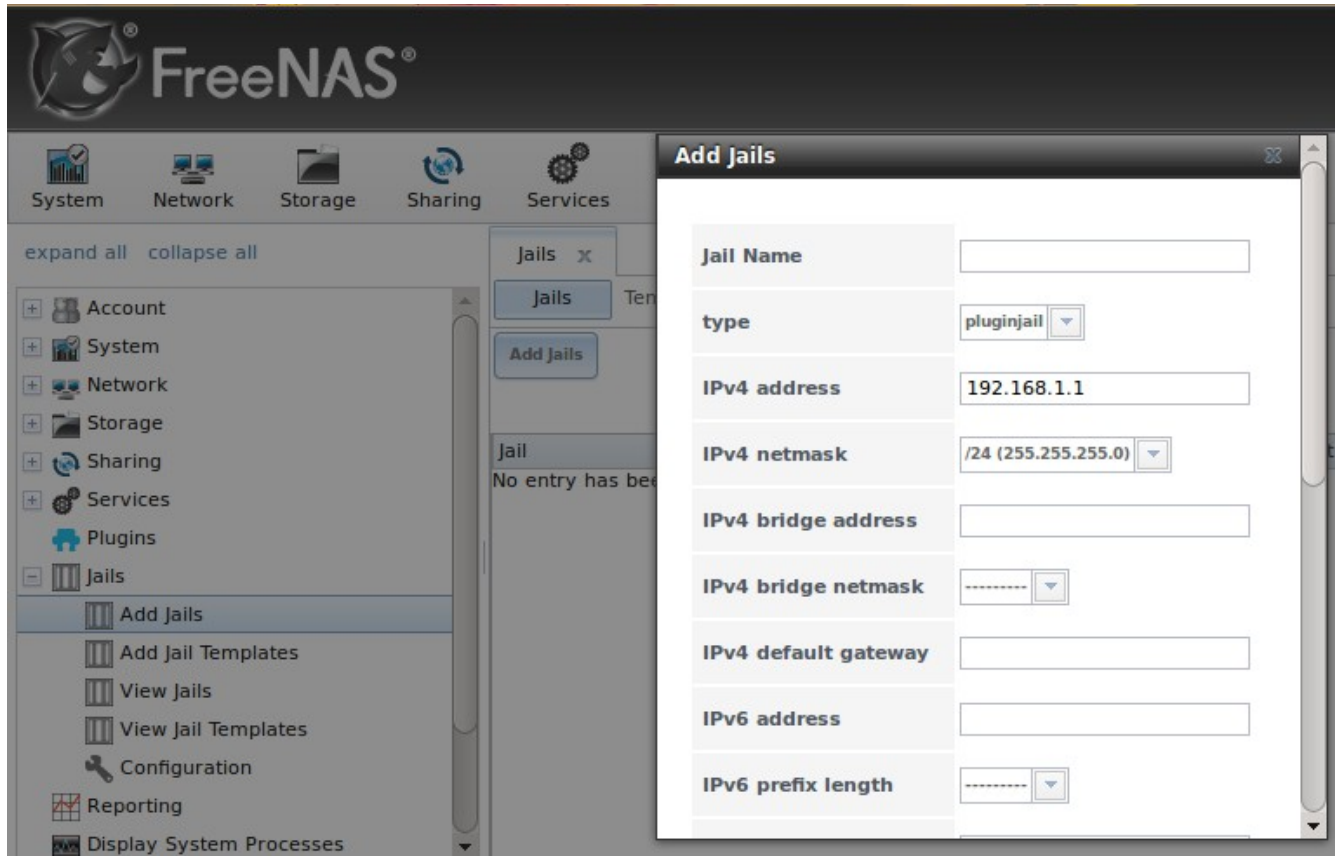 FreeNAS®
System
Network
Storage
Sharing
Services
expand all
collapse all
Account
System
Network
Storage
Sharing
Services
Plugins
Jails
Add Jails
Add Jail Templates
View Jails
View Jail Templates
Configuration
Reporting
Display System Processes
Jails x
Jails
Add Jails
Jail
No entry has
Add Jails
Jail Name
type
pluginjail
IPv4 address
192.168.1.1
IPv4 netmask
/24 (255.255.255.0)
IPv4 bridge address
IPv4 bridge netmask
---------
IPv4 default gateway
IPv6 address
IPv6 prefix length
---------